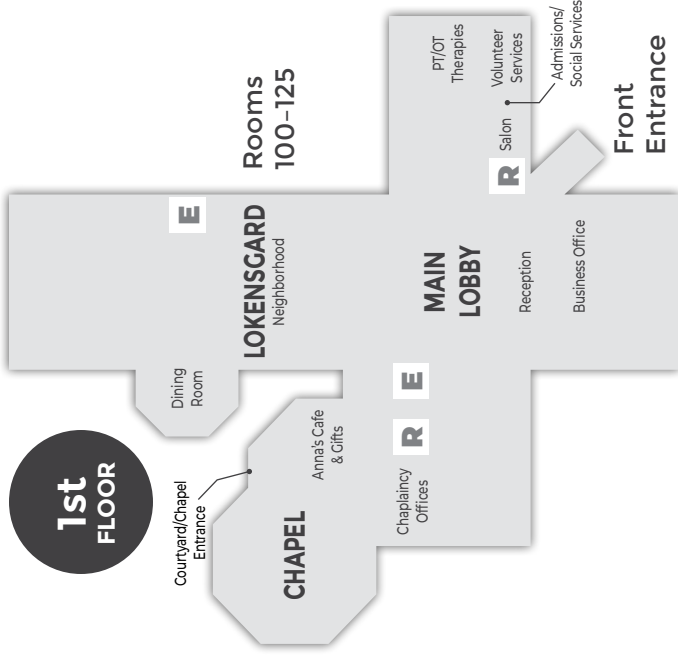 1st
FLOOR
Courtyard/Chapel
Entrance
CHAPEL
Anna's Cafe
& Gifts
Chaplaincy
Offices
R
E
Dining
Room
LOKENSGARD
Neighborhood
E
Rooms
100–125
MAIN
LOBBY
Reception
Business Office
R
Salon
PT/OT
Therapies
Volunteer
Services
Admissions/
Social Services
Front
Entrance